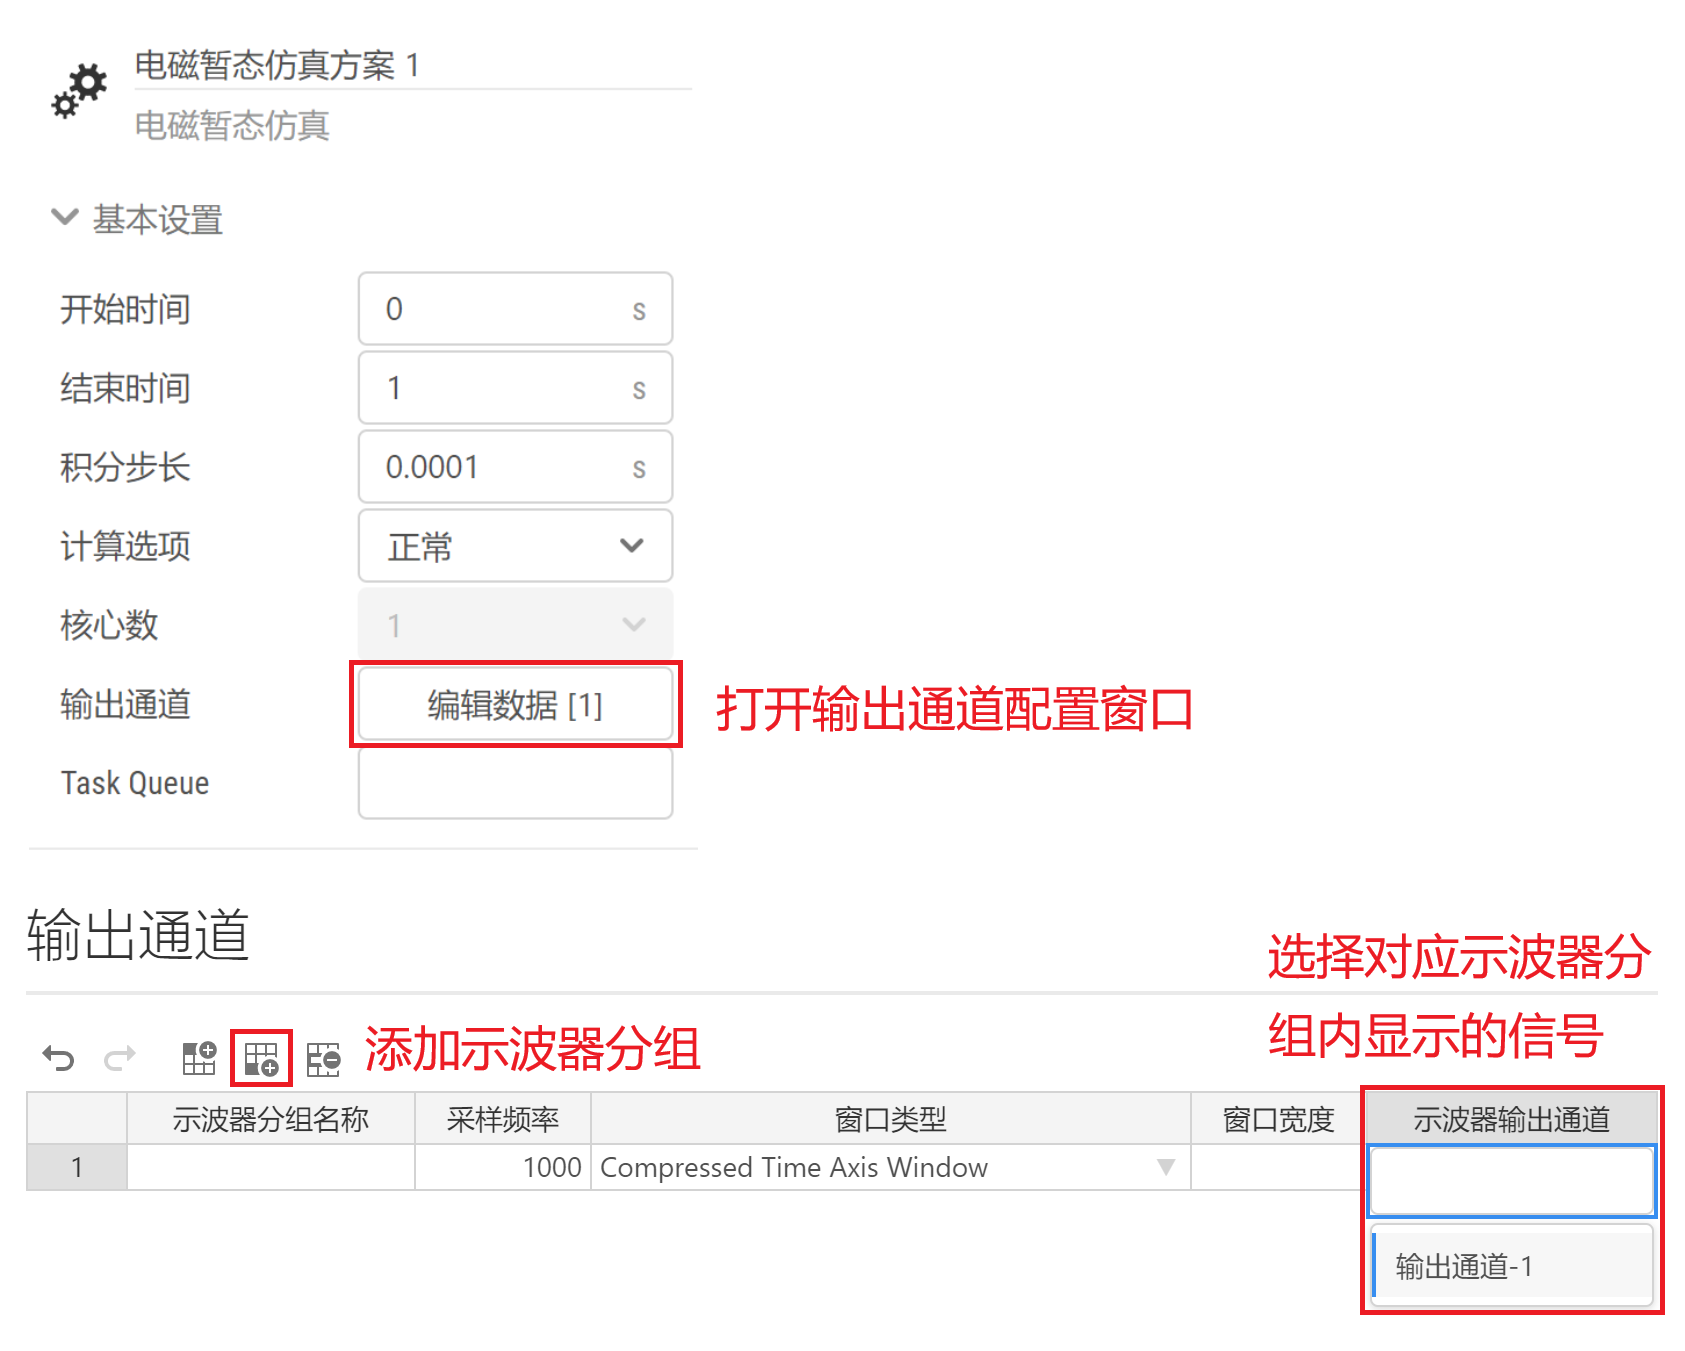 电磁暂态仿真方案 1
电磁暂态仿真
基本设置
开始时间 0 s
结束时间 1 s
积分步长 0.0001 s
计算选项 正常
核心数 1
输出通道 编辑数据 [1] 打开输出通道配置窗口
Task Queue
输出通道
选择对应示波器分
组内显示的信号
添加示波器分组
示波器分组名称 采样频率 窗口类型 窗口宽度 示波器输出通道
1 1000 Compressed Time Axis Window
输出通道-1